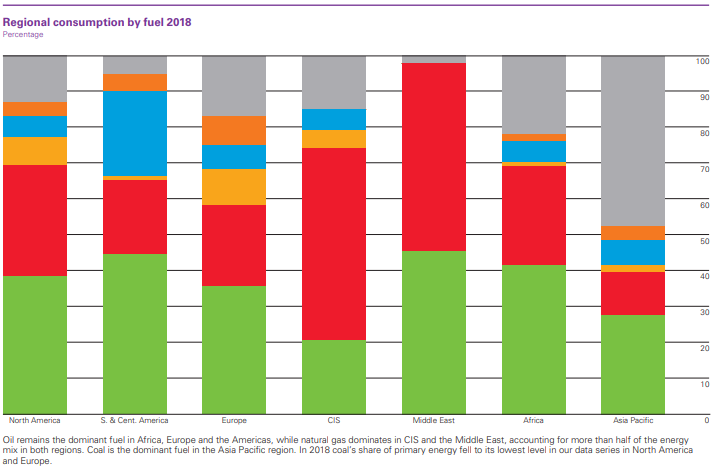 Regional consumption by fuel 2018
Percentage
100
90
80
70
60
50
40
30
20
10
0
North America S. & Cent. America Europe CIS Middle East Africa Asia Pacific
Oil remains the dominant fuel in Africa, Europe and the Americas, while natural gas dominates in CIS and the Middle East, accounting for more than half of the energy
mix in both regions. Coal is the dominant fuel in the Asia Pacific region. In 2018 coal's share of primary energy fell to its lowest level in our data series in North America
and Europe.